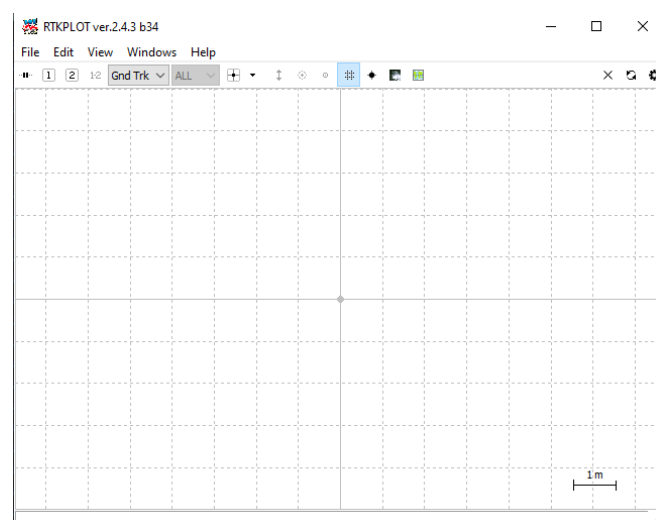 RTKPLOT ver.2.4.3 b34
File Edit View Windows Help
1 2 1-2 Gnd Trk ALL
1 m